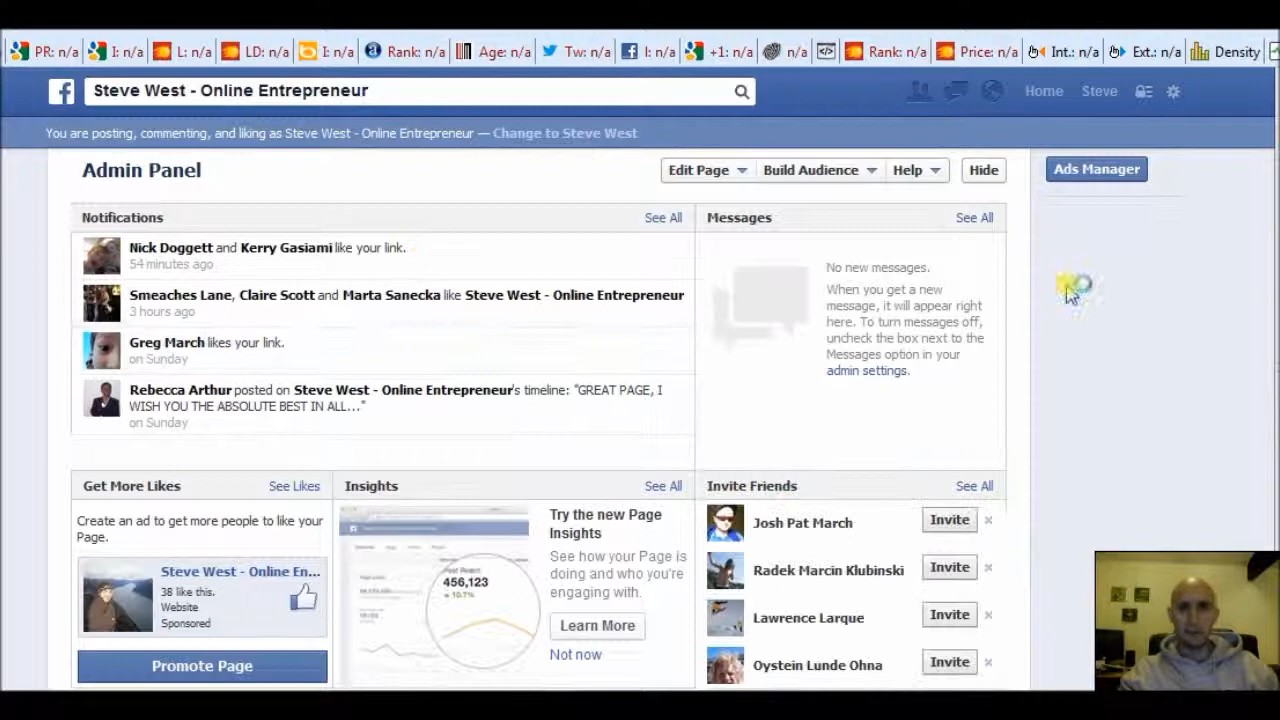 PR: n/a I: n/a L: n/a LD: n/a I: n/a Rank: n/a Age: n/a Tw: n/a I: n/a +1: n/a n/a Rank: n/a Price: n/a Int.: n/a Ext.: n/a Density
Steve West - Online Entrepreneur Home Steve
You are posting, commenting, and liking as Steve West - Online Entrepreneur — Change to Steve West
Admin Panel Edit Page Build Audience Help Hide Ads Manager
Notifications See All
Nick Doggett and Kerry Gasiami like your link.
54 minutes ago
Smeaches Lane, Claire Scott and Marta Sanecka like Steve West - Online Entrepreneur
3 hours ago
Greg March likes your link.
on Sunday
Rebecca Arthur posted on Steve West - Online Entrepreneur's timeline: "GREAT PAGE, I
WISH YOU THE ABSOLUTE BEST IN ALL..."
on Sunday
Messages See All
No new messages.
When you get a new
message, it will appear right
here. To turn messages off,
uncheck the box next to the
Messages option in your
admin settings.
Get More Likes See Likes
Create an ad to get more people to like your
Page.
Steve West - Online En...
38 like this.
Website
Sponsored
Promote Page
Insights See All
456,123
Try the new Page
Insights
See how your Page is
doing and who you're
engaging with.
Learn More
Not now
Invite Friends See All
Josh Pat March Invite
Radek Marcin Klubinski Invite
Lawrence Larque Invite
Oystein Lunde Ohna Invite